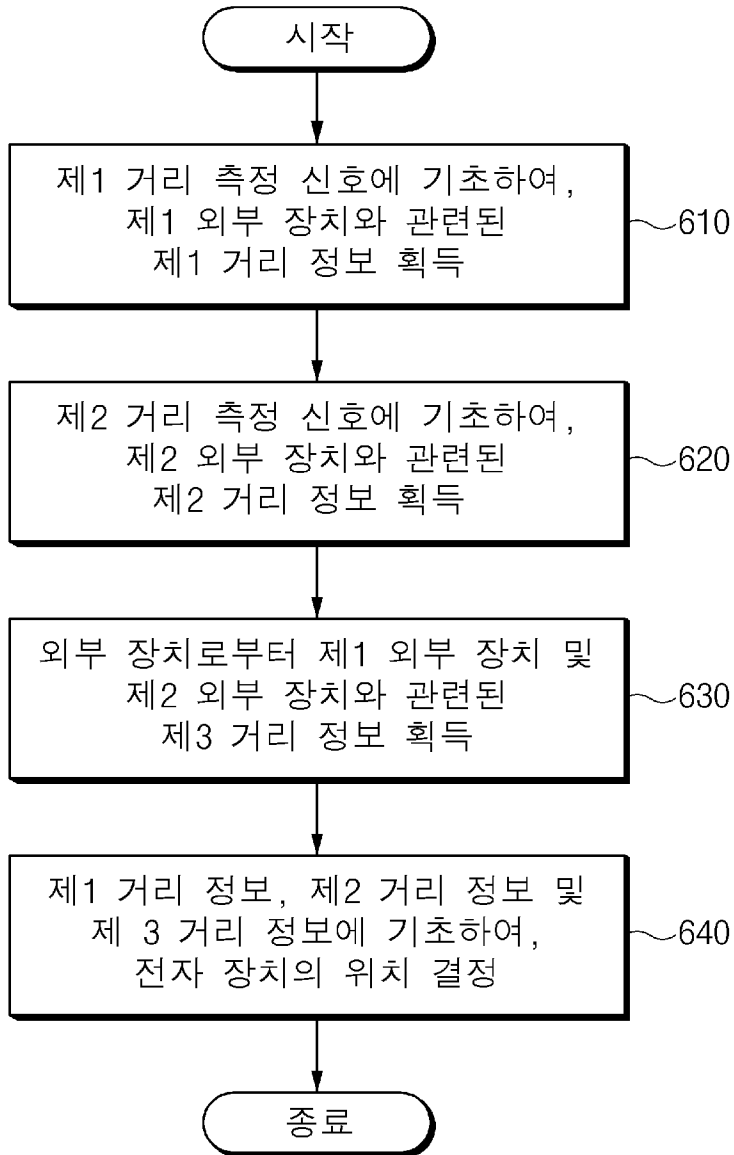 시작
제1 거리 측정 신호에 기초하여,
제1 외부 장치와 관련된
제1 거리 정보 획득
610
제2 거리 측정 신호에 기초하여,
제2 외부 장치와 관련된
제2 거리 정보 획득
620
외부 장치로부터 제1 외부 장치 및
제2 외부 장치와 관련된
제3 거리 정보 획득
630
제1 거리 정보, 제2 거리 정보 및
제 3 거리 정보에 기초하여,
전자 장치의 위치 결정
640
종료